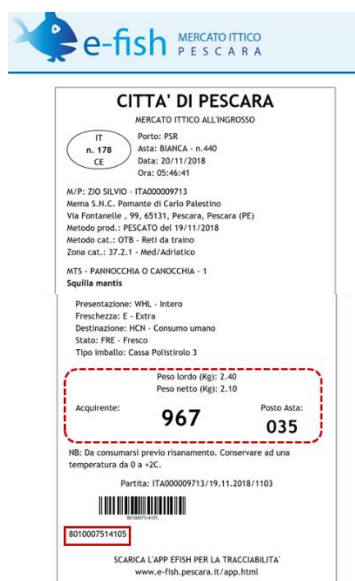 e-fish MERCATO ITTICO
PESCARA
CITTA' DI PESCARA
MERCATO ITTICO ALL'INGROSSO
IT
n. 178
CE
Porto: PSR
Asta: BIANCA - n.440
Data: 20/11/2018
Ora: 05:46:41
M/P: ZIO SILVIO - ITA000009713
Mema S.N.C. Pomante di Carlo Palestino
Via Fontanelle , 99, 65131, Pescara, Pescara (PE)
Metodo prod.: PESCATO del 19/11/2018
Metodo cat.: OTB - Reti da traino
Zona cat.: 37.2.1 - Med/Adriatico
MTS - PANNOCCHIA O CANOCCHIA - 1
Squilla mantis
Presentazione: WHL - Intero
Freschezza: E - Extra
Destinazione: HCN - Consumo umano
Stato: FRE - Fresco
Tipo imballo: Cassa Polistirolo 3
Peso lordo (Kg): 2.40
Peso netto (Kg): 2.10
Acquirente: 967 Posto Asta: 035
NB: Da consumarsi previo risanamento. Conservare ad una
temperatura da 0 a +2C.
Partita: ITA000009713/19.11.2018/1103
8010007514105
8010007514105
SCARICA L'APP EFISH PER LA TRACCIABILITA'
www.e-fish.pescara.it/app.html